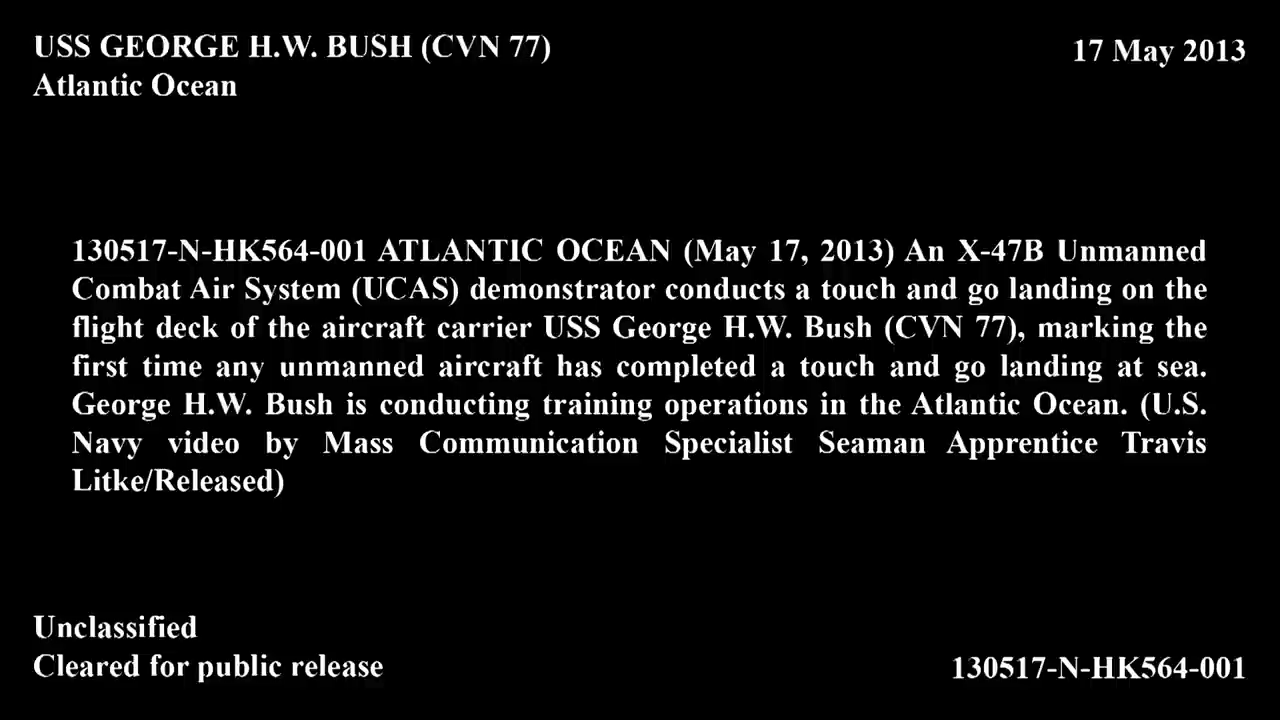 USS GEORGE H.W. BUSH (CVN 77)
Atlantic Ocean
17 May 2013
130517-N-HK564-001 ATLANTIC OCEAN (May 17, 2013) An X-47B Unmanned
Combat Air System (UCAS) demonstrator conducts a touch and go landing on the
flight deck of the aircraft carrier USS George H.W. Bush (CVN 77), marking the
first time any unmanned aircraft has completed a touch and go landing at sea.
George H.W. Bush is conducting training operations in the Atlantic Ocean. (U.S.
Navy video by Mass Communication Specialist Seaman Apprentice Travis
Litke/Released)
Unclassified
Cleared for public release
130517-N-HK564-001